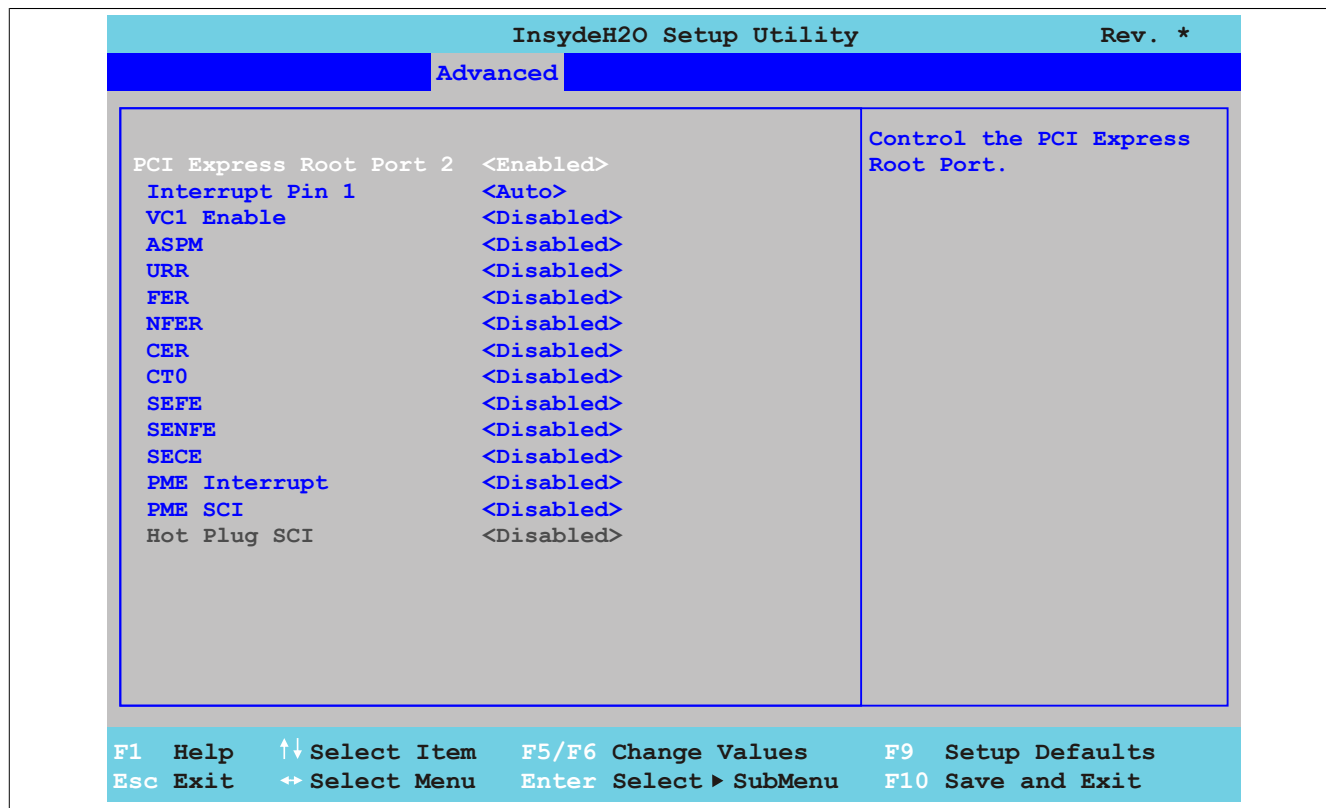 InsydeH2O Setup Utility Rev. *
Advanced
PCI Express Root Port 2 <Enabled>
Interrupt Pin 1 <Auto>
VC1 Enable <Disabled>
ASPM <Disabled>
URR <Disabled>
FER <Disabled>
NFER <Disabled>
CER <Disabled>
CT0 <Disabled>
SEFE <Disabled>
SENFE <Disabled>
SECE <Disabled>
PME Interrupt <Disabled>
PME SCI <Disabled>
Hot Plug SCI <Disabled>
Control the PCI Express
Root Port.
F1 Help ↑↓ Select Item F5/F6 Change Values F9 Setup Defaults
Esc Exit ↔ Select Menu Enter Select ▶ SubMenu F10 Save and Exit